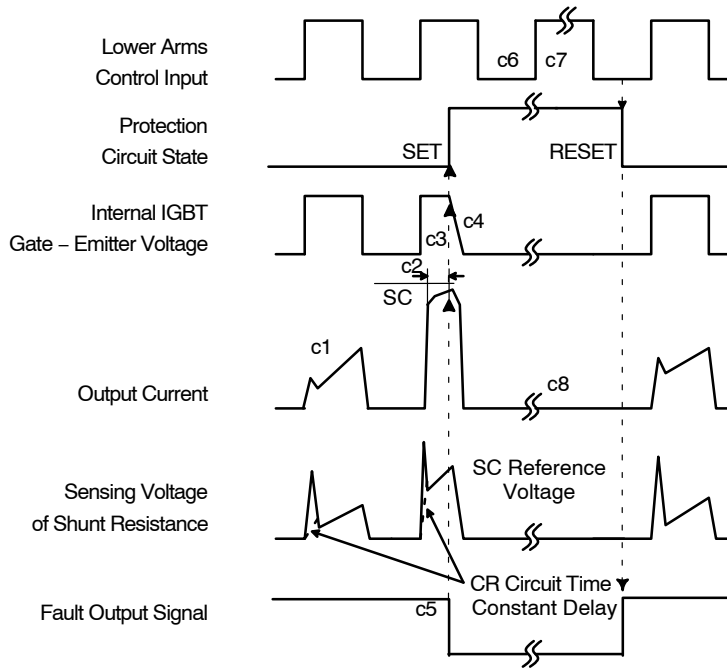 Lower Arms
Control Input
c6
c7
Protection
Circuit State
SET
RESET
Internal IGBT
Gate – Emitter Voltage
c3
c4
c2
SC
c1
Output Current
c8
SC Reference
Voltage
Sensing Voltage
of Shunt Resistance
CR Circuit Time
Constant Delay
Fault Output Signal
c5